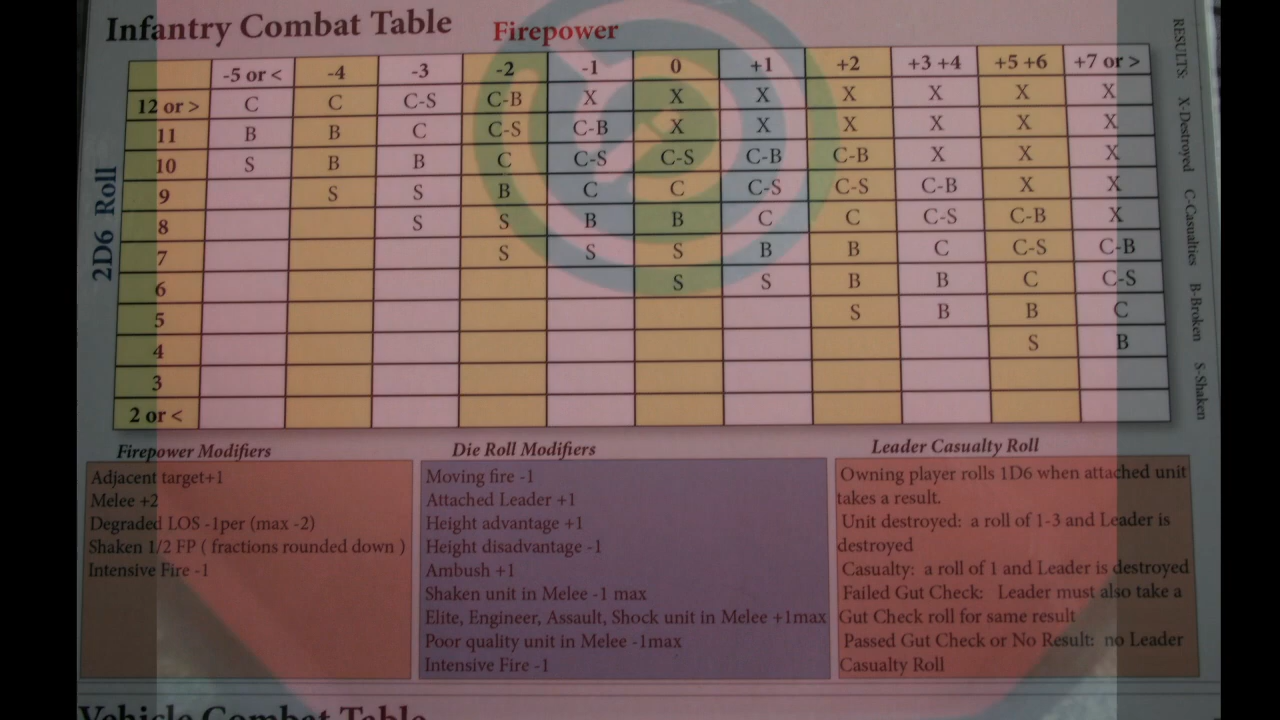 Infantry Combat Table Firepower
-5 or < -4 -3 -2 -1 0 +1 +2 +3 +4 +5 +6 +7 or >
12 or > C C C-S C-B X X X X X X X
11 B B C C-S C-B X X X X X X
10 S B B C C-S C-S C-B C-B X X X
9 S S B C C C-S C-S C-B X X
8 S S B B C C C-S C-B X
7 S S S B B C C-S C-B
6 S S B B C C-S
5 S B B C
4 S B
3
2 or <
2D6 Roll
RESULTS: X-Destroyed C-Casualties B-Broken S-Shaken
Firepower Modifiers
Adjacent target+1
Melee +2
Degraded LOS -1per (max -2)
Shaken 1/2 FP ( fractions rounded down )
Intensive Fire -1
Die Roll Modifiers
Moving fire -1
Attached Leader +1
Height advantage +1
Height disadvantage -1
Ambush +1
Shaken unit in Melee -1 max
Elite, Engineer, Assault, Shock unit in Melee +1max
Poor quality unit in Melee -1max
Intensive Fire -1
Leader Casualty Roll
Owning player rolls 1D6 when attached unit
takes a result.
Unit destroyed: a roll of 1-3 and Leader is
destroyed
Casualty: a roll of 1 and Leader is destroyed
Failed Gut Check: Leader must also take a
Gut Check roll for same result
Passed Gut Check or No Result: no Leader
Casualty Roll
Vehicle Combat Table